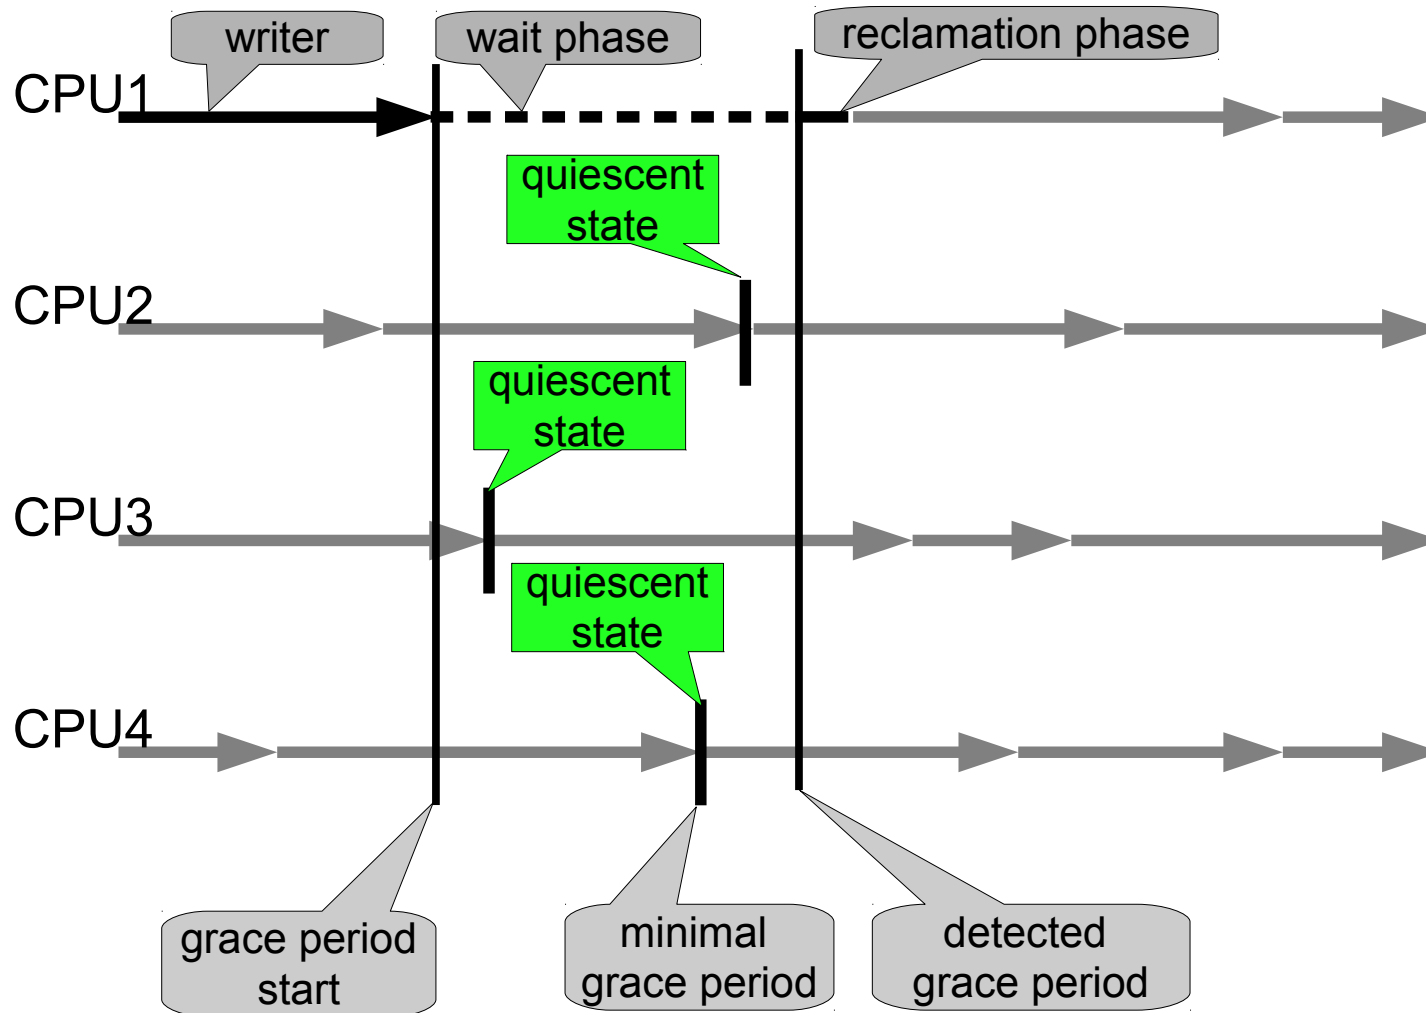 writer
wait phase
reclamation phase
CPU1
quiescent
state
CPU2
quiescent
state
CPU3
quiescent
state
CPU4
grace period
start
minimal
grace period
detected
grace period